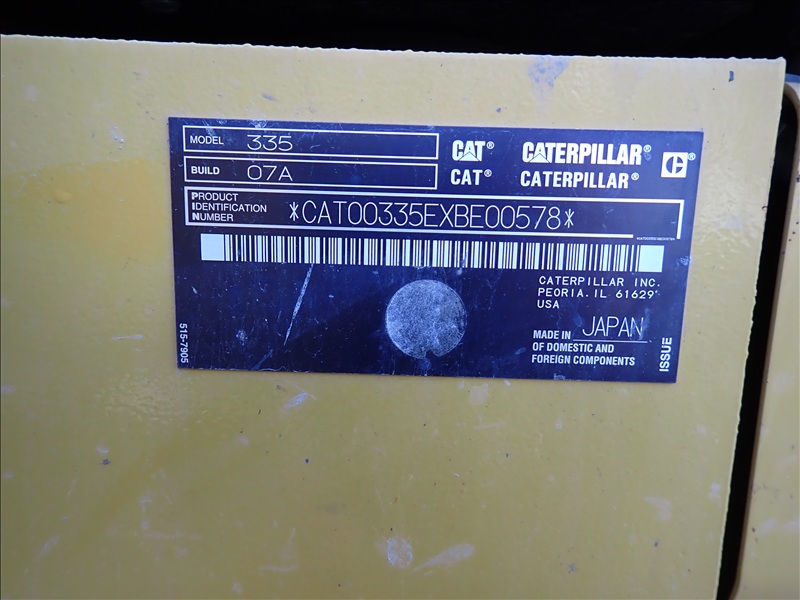 MODEL 335
BUILD 07A
CAT® CATERPILLAR® C®
CAT® CATERPILLAR®
PRODUCT
IDENTIFICATION
NUMBER
*CAT00335EXBE00578*
CATERPILLAR INC.
PEORIA. IL 61629
USA
MADE IN JAPAN
OF DOMESTIC AND
FOREIGN COMPONENTS
515-7905
ISSUE